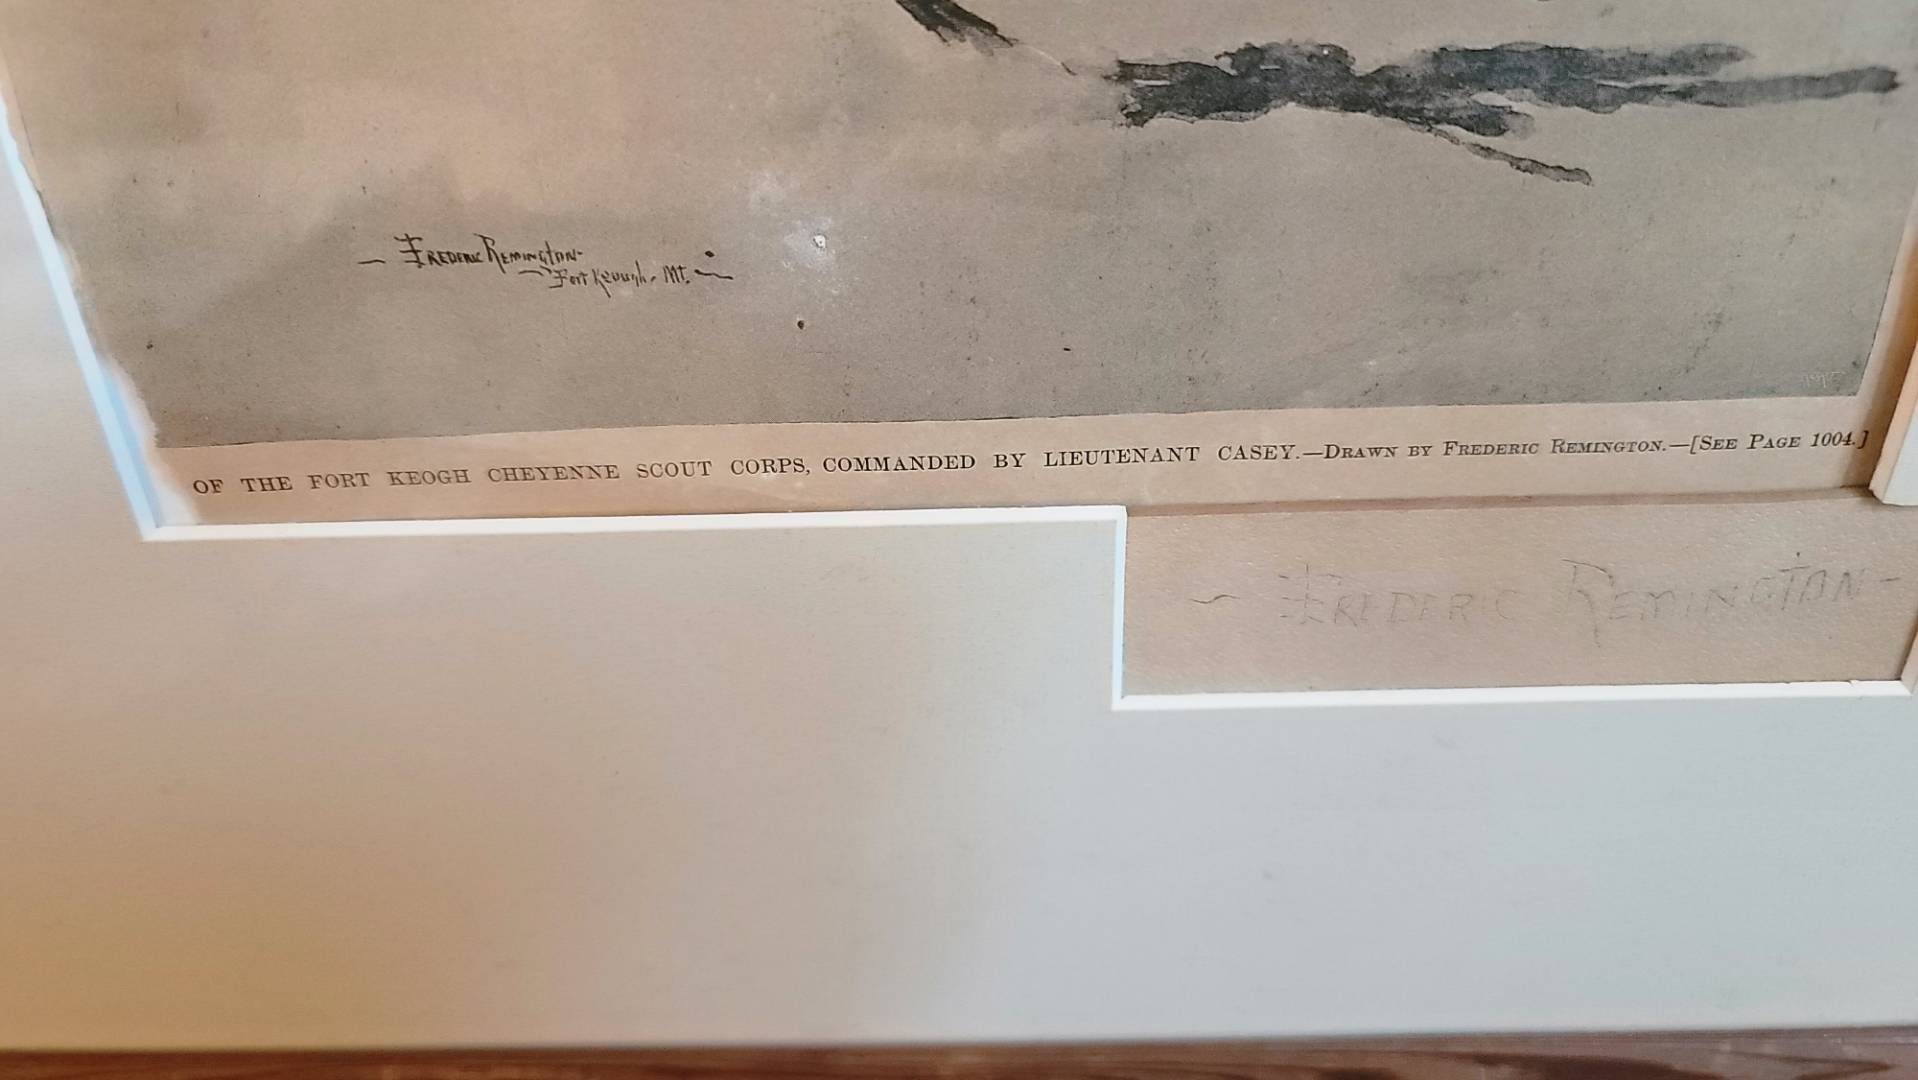 — FREDERIC REMINGTON-
Fort Keough. Mt.
OF THE FORT KEOGH CHEYENNE SCOUT CORPS, COMMANDED BY LIEUTENANT CASEY.—DRAWN BY FREDERIC REMINGTON.—[SEE PAGE 1004.]
— FREDERIC REMINGTON —